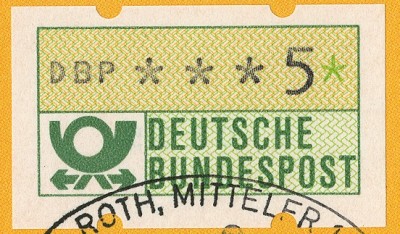 DBP ***5*
DEUTSCHE
BUNDESPOST
ROTH, MITTELER